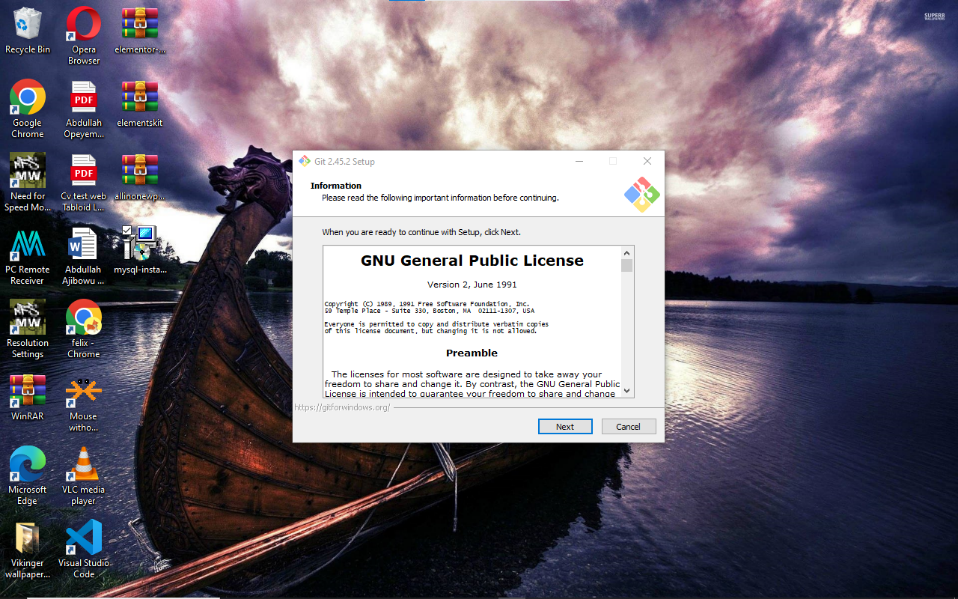 Recycle Bin
Opera
Browser
elementor-...
SUPERB
WALLPAPERS
Google
Chrome
Abdullah
Opeyem...
elementskit
Need for
Speed Mo...
Cv test web
Tabloid L...
allinonewp...
PC Remote
Receiver
Abdullah
Ajibowu ...
mysql-insta...
Resolution
Settings
felix -
Chrome
WinRAR
Mouse
witho...
Microsoft
Edge
VLC media
player
Vikinger
wallpaper...
Visual Studio
Code
Git 2.45.2 Setup
Information
Please read the following important information before continuing.
When you are ready to continue with Setup, click Next.
GNU General Public License
Version 2, June 1991
Copyright (C) 1989, 1991 Free Software Foundation, Inc.
59 Temple Place - Suite 330, Boston, MA  02111-1307, USA
Everyone is permitted to copy and distribute verbatim copies
of this license document, but changing it is not allowed.
Preamble
The licenses for most software are designed to take away your
freedom to share and change it. By contrast, the GNU General Public
License is intended to guarantee your freedom to share and change
https://gitforwindows.org/
Next
Cancel
PDF
PDF
NFS
MW
NFS
MW
W